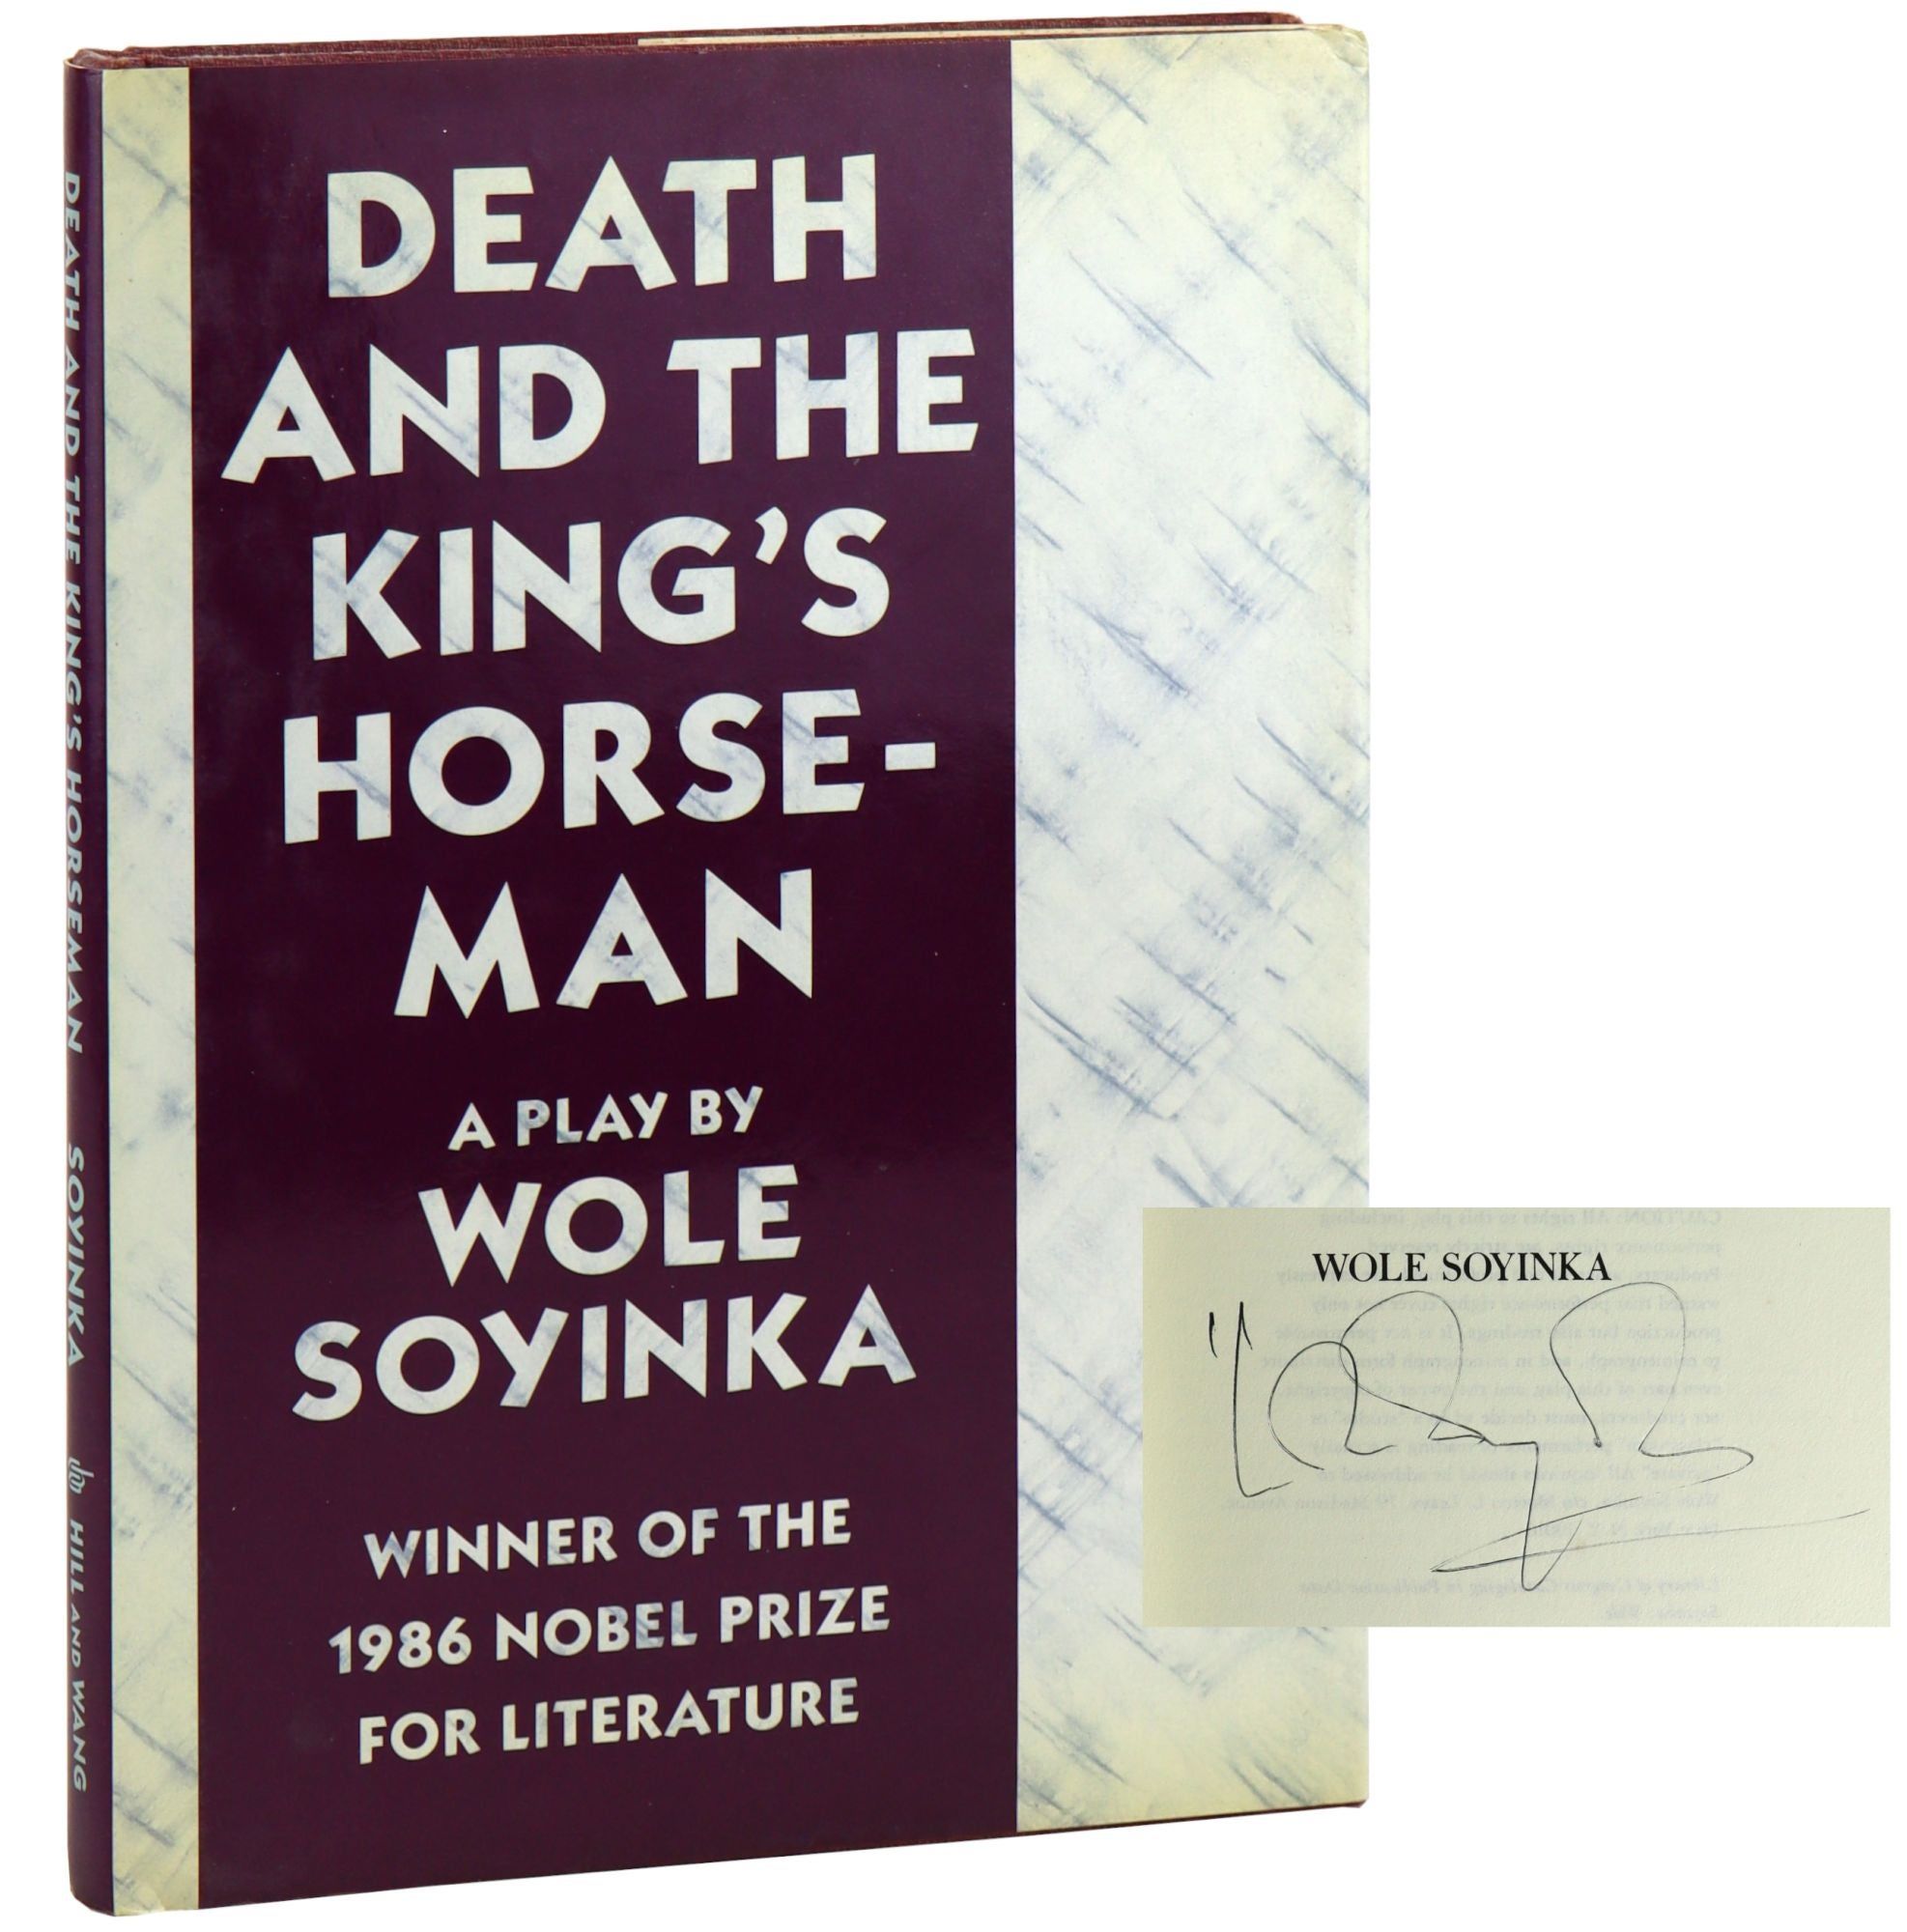 DEATH
AND THE
KING'S
HORSE-
MAN
A PLAY BY
WOLE
SOYINKA
WINNER OF THE
1986 NOBEL PRIZE
FOR LITERATURE
DEATH AND THE KING'S HORSEMAN SOYINKA HILL AND WANG
WOLE SOYINKA